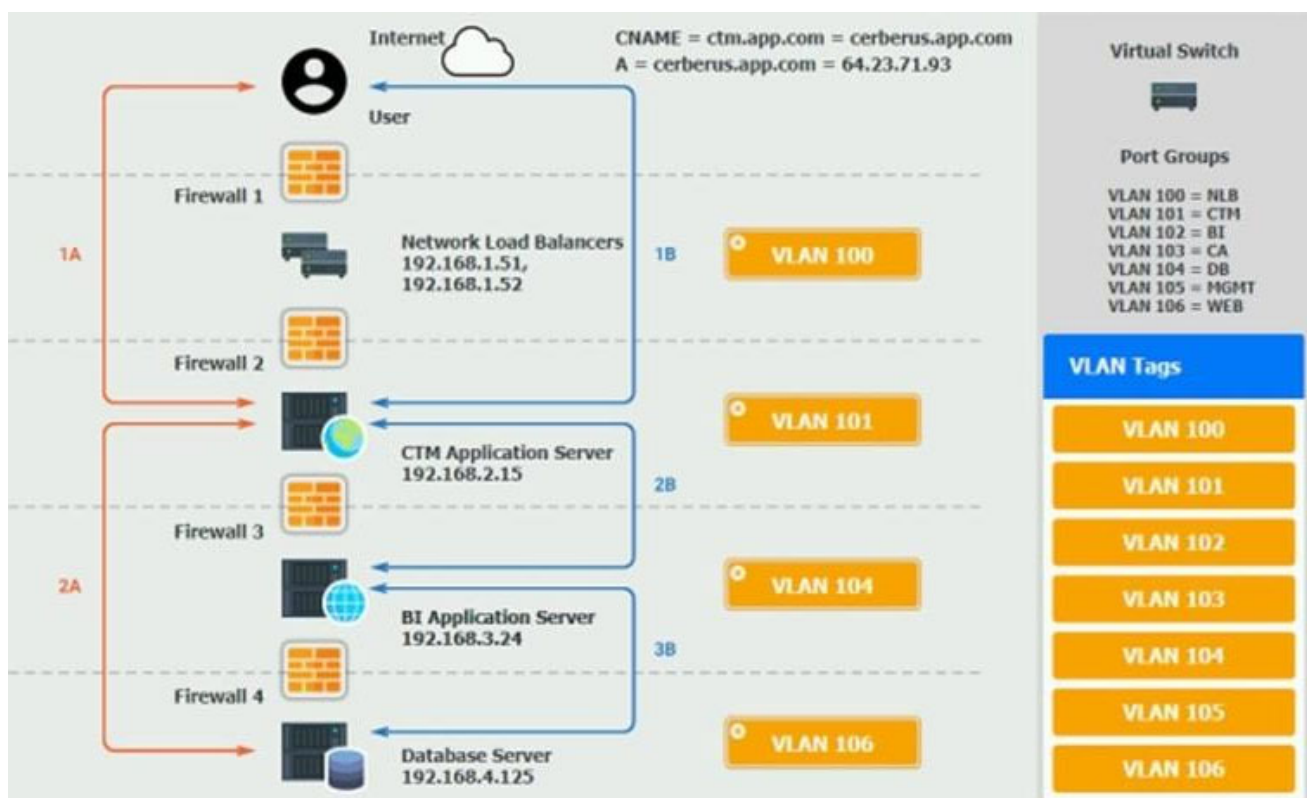 Internet
CNAME = ctm.app.com = cerberus.app.com
A = cerberus.app.com = 64.23.71.93
User
Firewall 1
1A
Network Load Balancers
192.168.1.51,
192.168.1.52
1B
VLAN 100
Firewall 2
CTM Application Server
192.168.2.15
VLAN 101
2B
Firewall 3
2A
BI Application Server
192.168.3.24
VLAN 104
3B
Firewall 4
Database Server
192.168.4.125
VLAN 106
Virtual Switch
Port Groups
VLAN 100 = NLB
VLAN 101 = CTM
VLAN 102 = BI
VLAN 103 = CA
VLAN 104 = DB
VLAN 105 = MGMT
VLAN 106 = WEB
VLAN Tags
VLAN 100
VLAN 101
VLAN 102
VLAN 103
VLAN 104
VLAN 105
VLAN 106